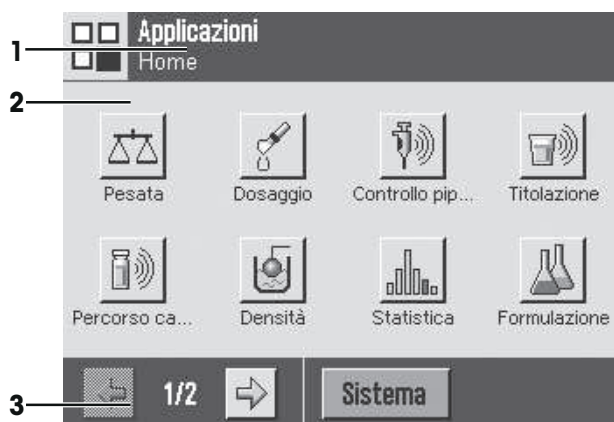 Applicazioni
1
Home
2
Pesata
Dosaggio
Controllo pip...
Titolazione
Percorso ca...
Densità
Statistica
Formulazione
3
1/2
Sistema